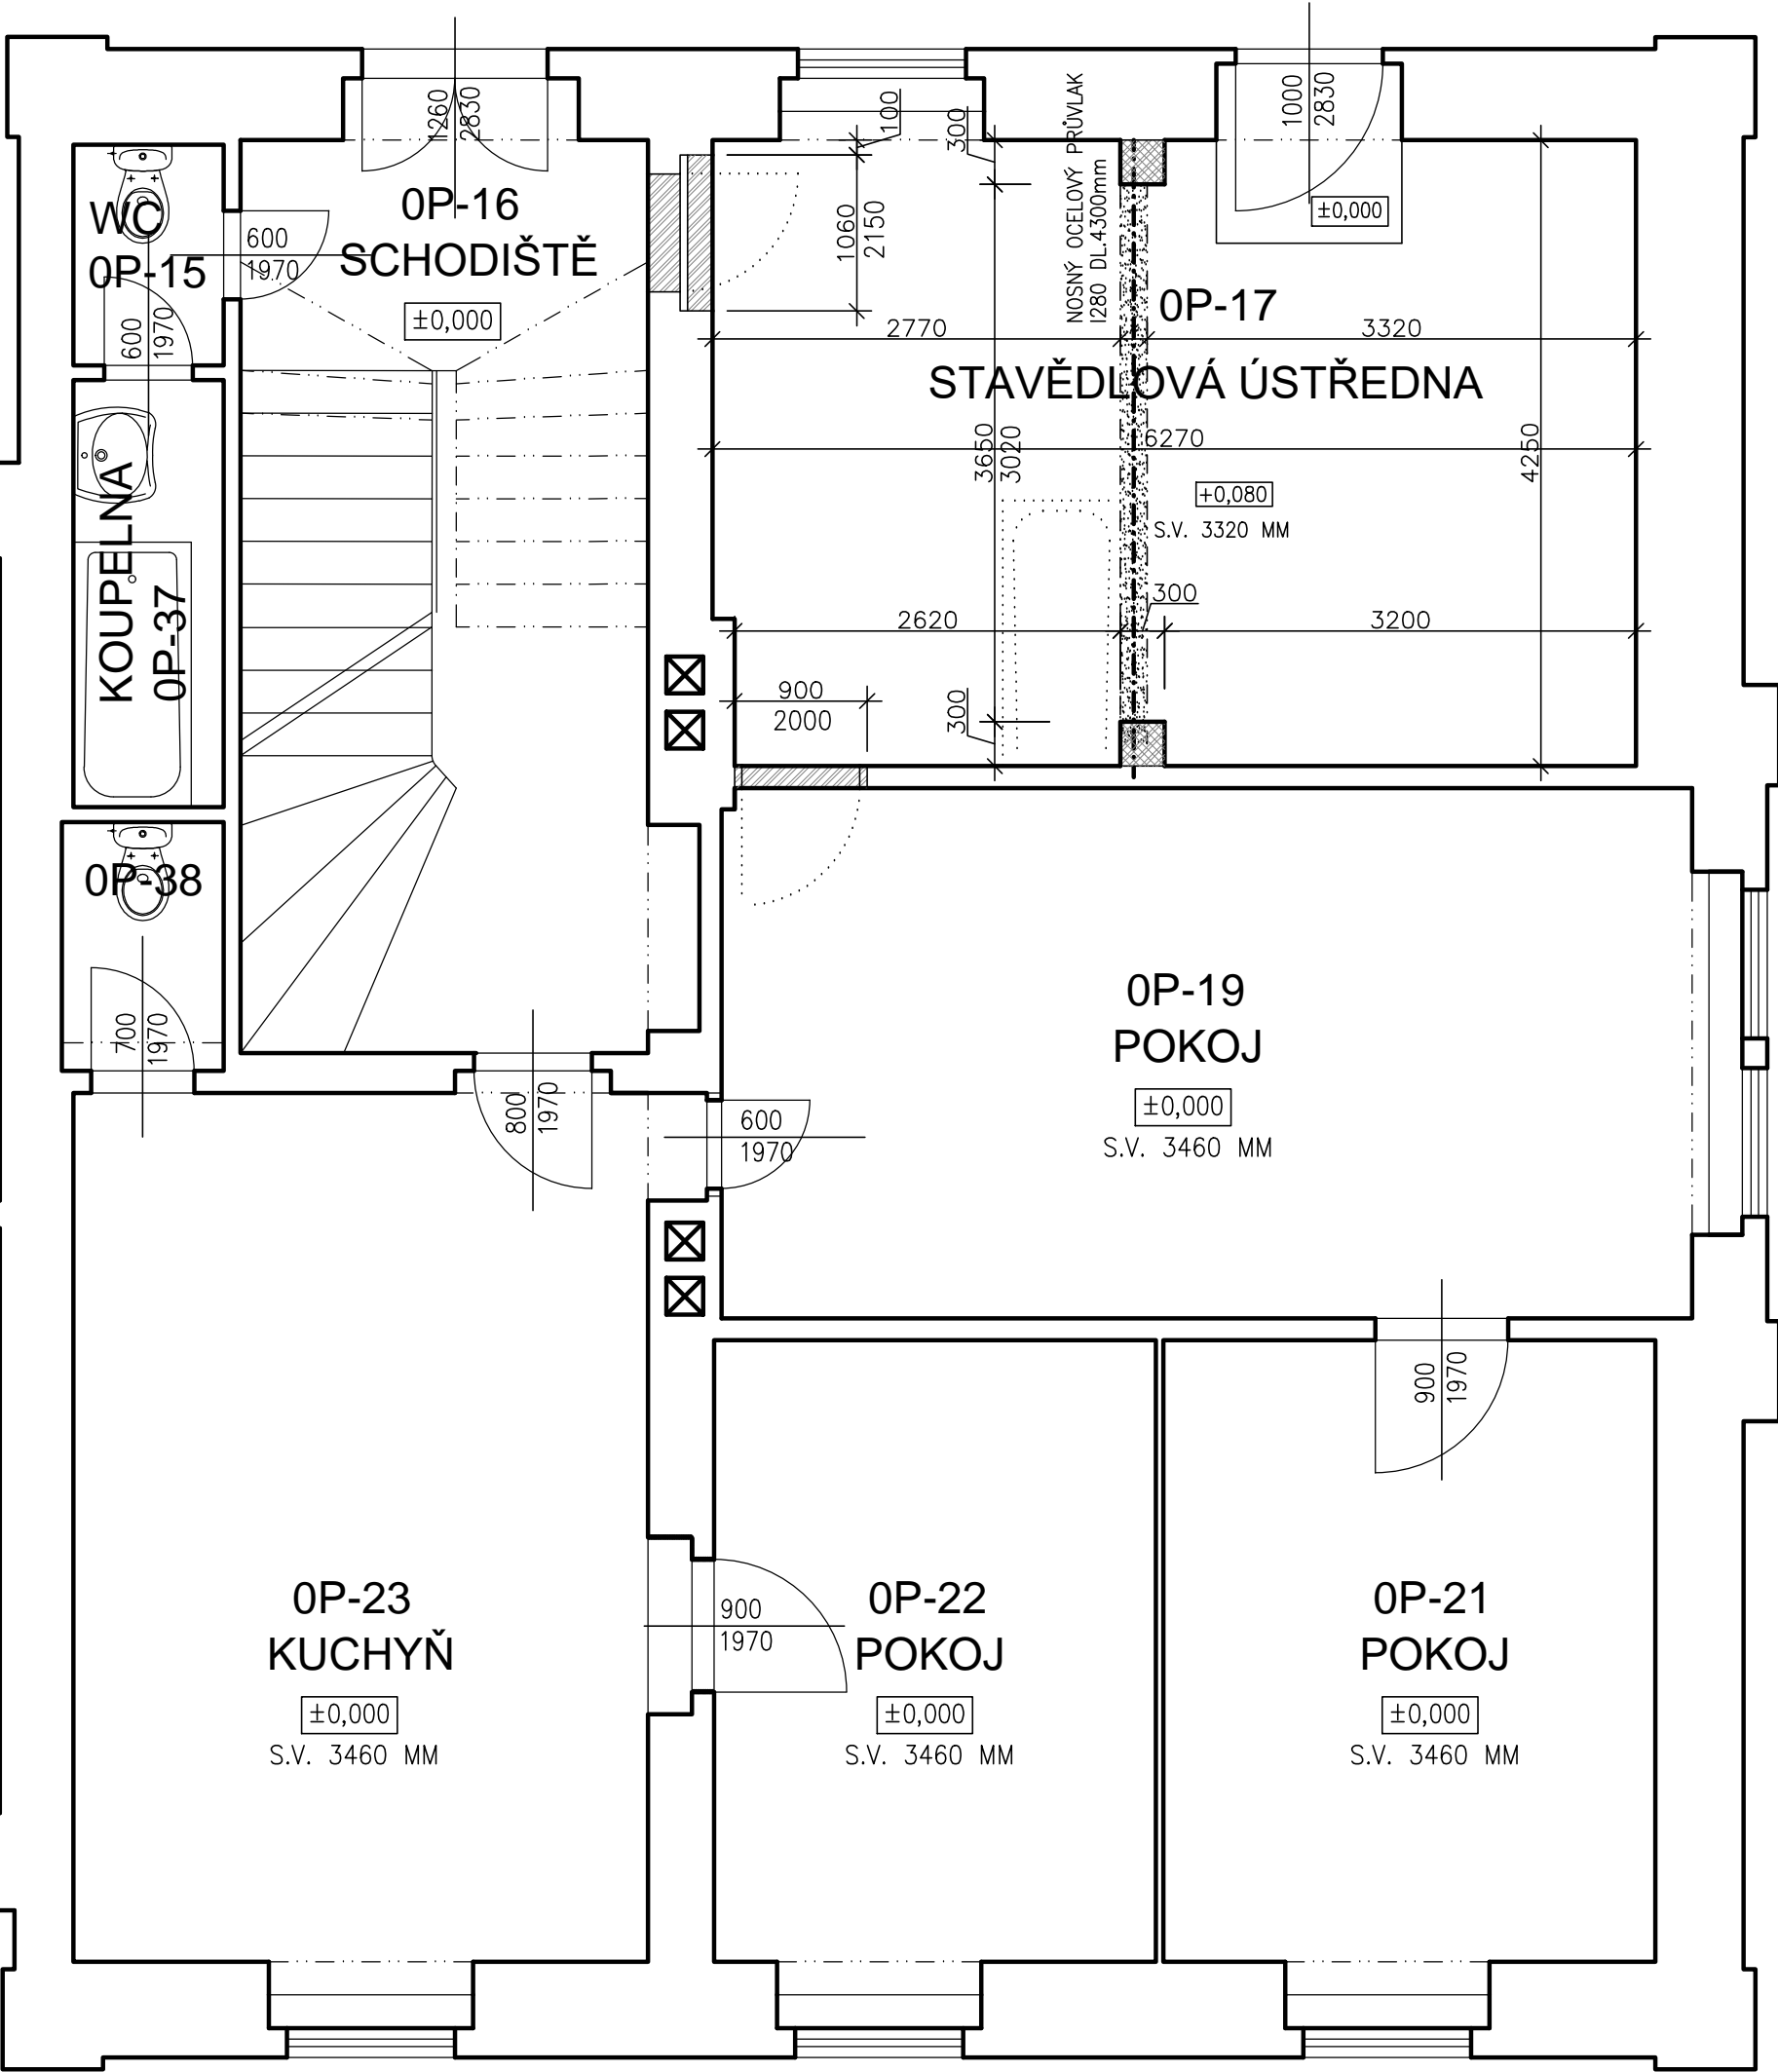 1260
2830
100
300
NOSNÝ OCELOVÝ PRŮVLAK
I280 DL.4300mm
1000
2830
±0,000
WC
0P-15
600
1970
0P-16
SCHODIŠTĚ
±0,000
1060
2150
0P-17
STAVĚDLOVÁ ÚSTŘEDNA
2770
3320
600
1970
3650
3020
6270
4250
+0,080
S.V. 3320 MM
KOUPELNA
0P-37
300
2620
3200
900
2000
300
0P-38
700
1970
0P-19
POKOJ
±0,000
S.V. 3460 MM
800
1970
600
1970
900
1970
0P-23
KUCHYŇ
±0,000
S.V. 3460 MM
900
1970
0P-22
POKOJ
±0,000
S.V. 3460 MM
0P-21
POKOJ
±0,000
S.V. 3460 MM